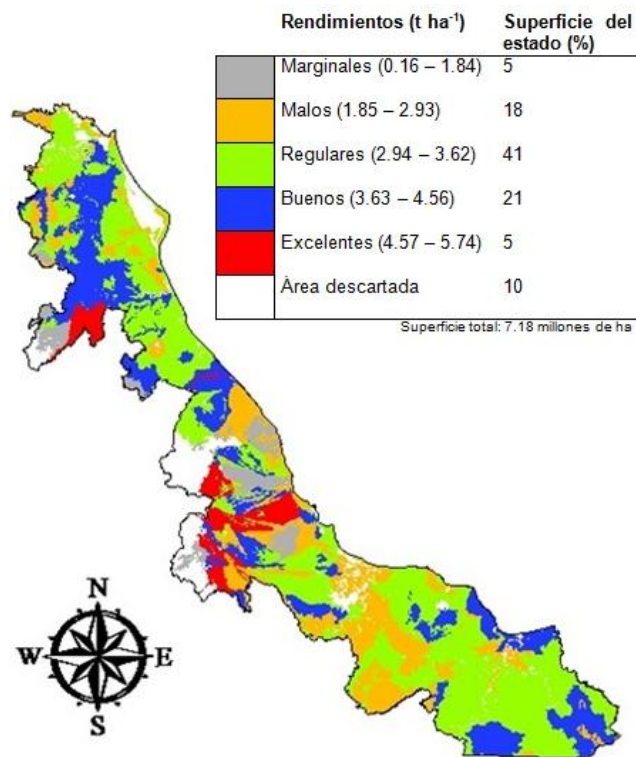 Rendimientos (t ha⁻¹) Superficie del estado (%)
Marginales (0.16 – 1.84) 5
Malos (1.85 – 2.93) 18
Regulares (2.94 – 3.62) 41
Buenos (3.63 – 4.56) 21
Excelentes (4.57 – 5.74) 5
Área descartada 10
Superficie total: 7.18 millones de ha
N
W E
S